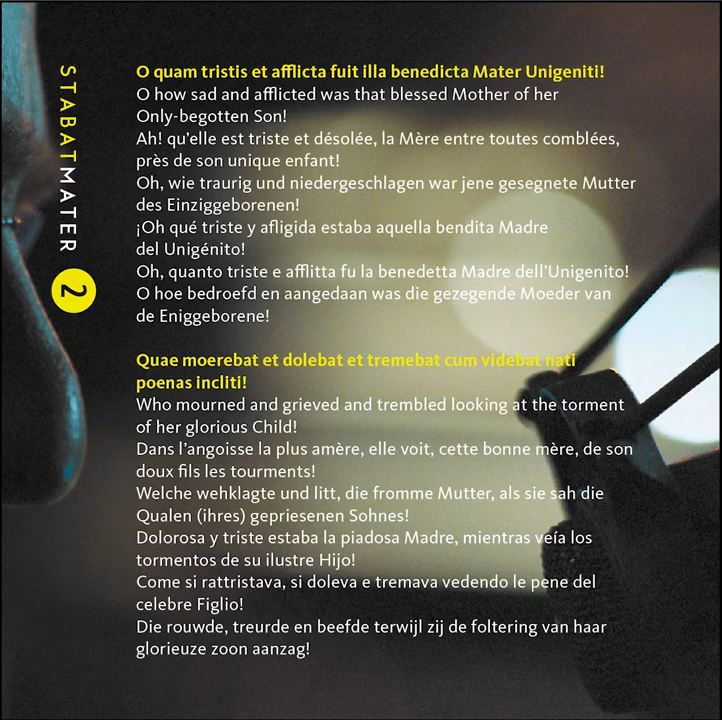 STABATMATER
2
O quam tristis et afflicta fuit illa benedicta Mater Unigeniti!
O how sad and afflicted was that blessed Mother of her
Only-begotten Son!
Ah! qu'elle est triste et désolée, la Mère entre toutes comblées,
près de son unique enfant!
Oh, wie traurig und niedergeschlagen war jene gesegnete Mutter
des Einziggeborenen!
¡Oh qué triste y afligida estaba aquella bendita Madre
del Unigénito!
Oh, quanto triste e afflitta fu la benedetta Madre dell'Unigenito!
O hoe bedroefd en aangedaan was die gezegende Moeder van
de Eniggeborene!
Quae moerebat et dolebat et tremebat cum videbat nati
poenas incliti!
Who mourned and grieved and trembled looking at the torment
of her glorious Child!
Dans l'angoisse la plus amère, elle voit, cette bonne mère, de son
doux fils les tourments!
Welche wehklagte und litt, die fromme Mutter, als sie sah die
Qualen (ihres) gepriesenen Sohnes!
Dolorosa y triste estaba la piadosa Madre, mientras veía los
tormentos de su ilustre Hijo!
Come si rattristava, si doleva e tremava vedendo le pene del
celebre Figlio!
Die rouwde, treurde en beefde terwijl zij de foltering van haar
glorieuze zoon aanzag!